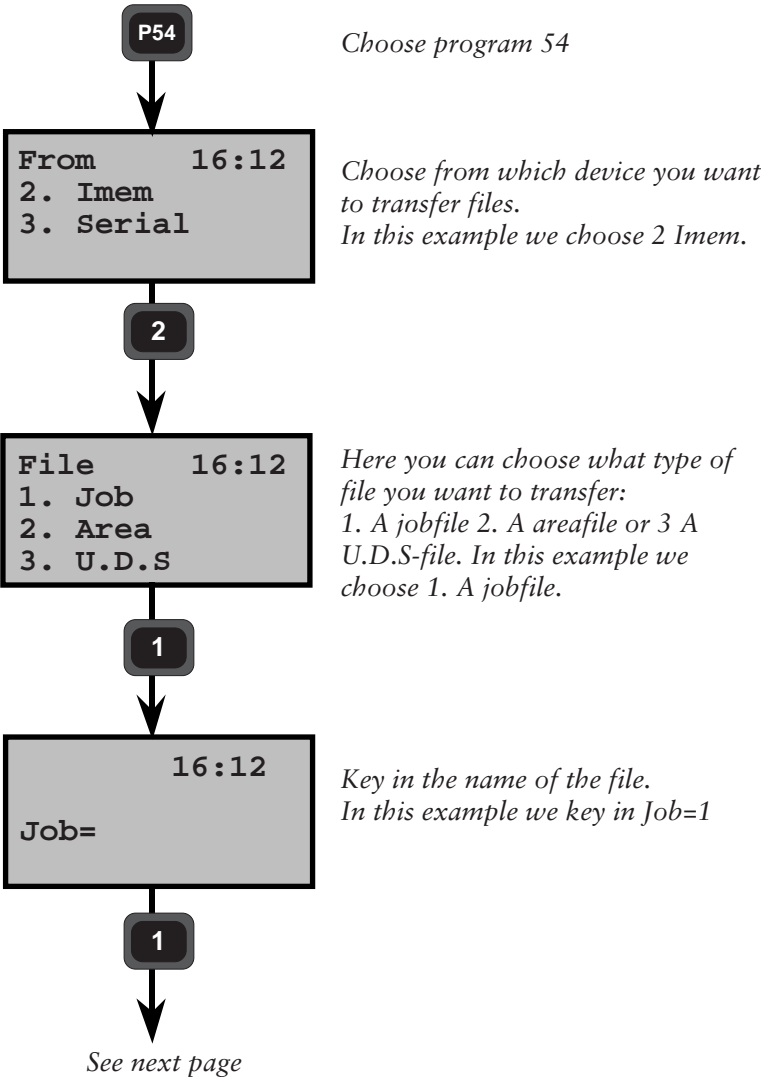 P54
Choose program 54
From 16:12
2. Imem
3. Serial
Choose from which device you want
to transfer files.
In this example we choose 2 Imem.
2
File 16:12
1. Job
2. Area
3. U.D.S
Here you can choose what type of
file you want to transfer:
1. A jobfile 2. A areafile or 3 A
U.D.S-file. In this example we
choose 1. A jobfile.
1
16:12
Job=
Key in the name of the file.
In this example we key in Job=1
1
See next page